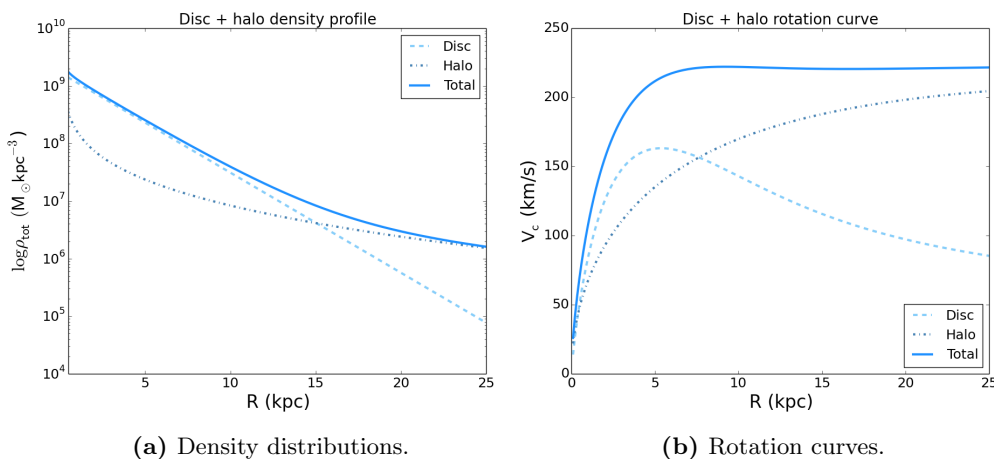 Disc + halo density profile
10^10
10^9
10^8
10^7
10^6
10^5
10^4
log ρ_tot (M_⊙ kpc^−3)
Disc
Halo
Total
5 10 15 20 25
R (kpc)
(a) Density distributions.
Disc + halo rotation curve
250
200
150
100
50
0
V_c (km/s)
Disc
Halo
Total
0 5 10 15 20 25
R (kpc)
(b) Rotation curves.